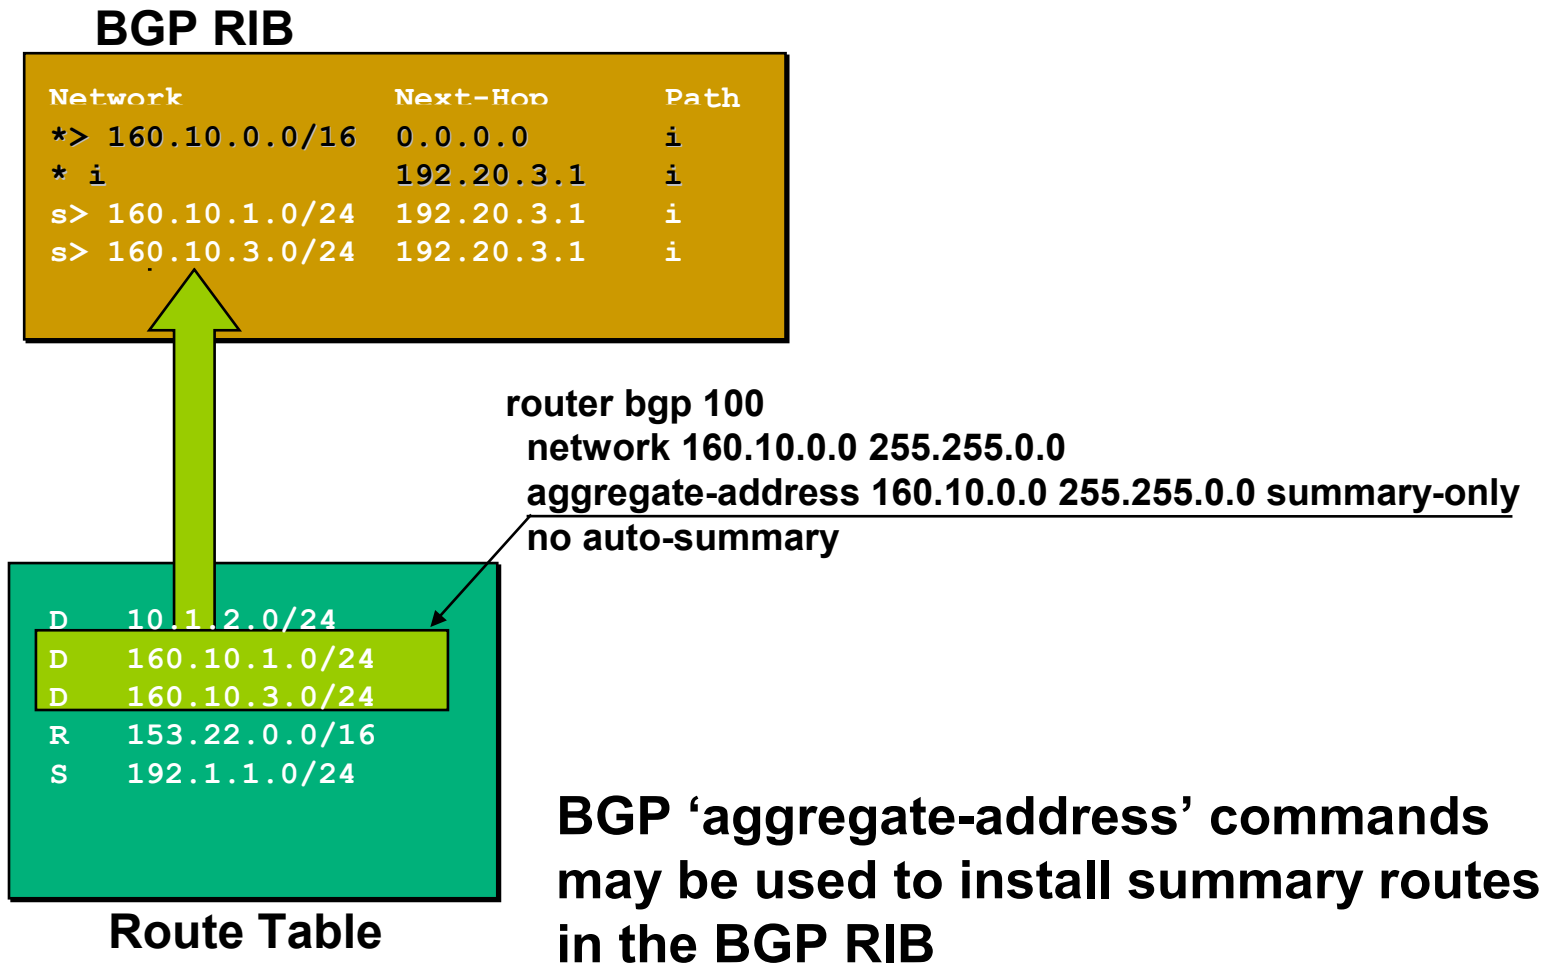 BGP RIB
Network Next-Hop Path
*> 160.10.0.0/16 0.0.0.0 i
* i 192.20.3.1 i
s> 160.10.1.0/24 192.20.3.1 i
s> 160.10.3.0/24 192.20.3.1 i
router bgp 100
network 160.10.0.0 255.255.0.0
aggregate-address 160.10.0.0 255.255.0.0 summary-only
no auto-summary
D 10.1.2.0/24
D 160.10.1.0/24
D 160.10.3.0/24
R 153.22.0.0/16
S 192.1.1.0/24
Route Table
BGP ‘aggregate-address’ commands
may be used to install summary routes
in the BGP RIB